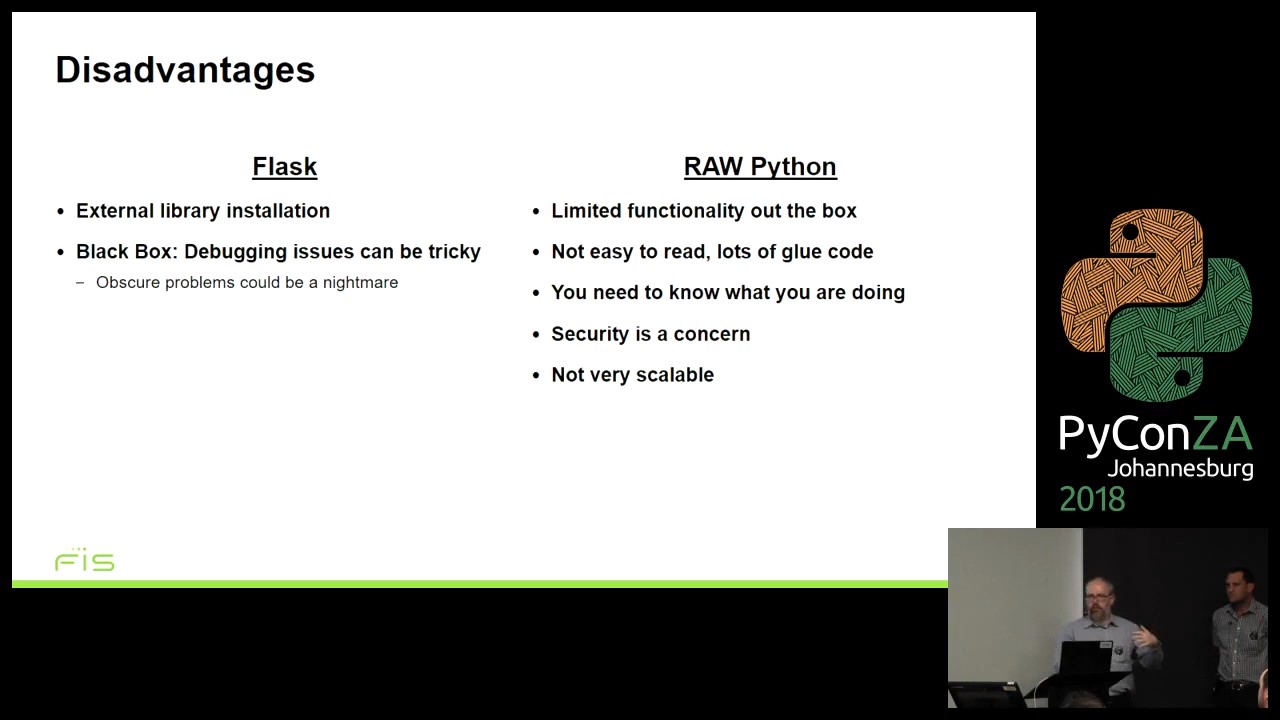 Disadvantages
Flask
• External library installation
• Black Box: Debugging issues can be tricky
– Obscure problems could be a nightmare
RAW Python
• Limited functionality out the box
• Not easy to read, lots of glue code
• You need to know what you are doing
• Security is a concern
• Not very scalable
FIS
PyConZA
Johannesburg
2018